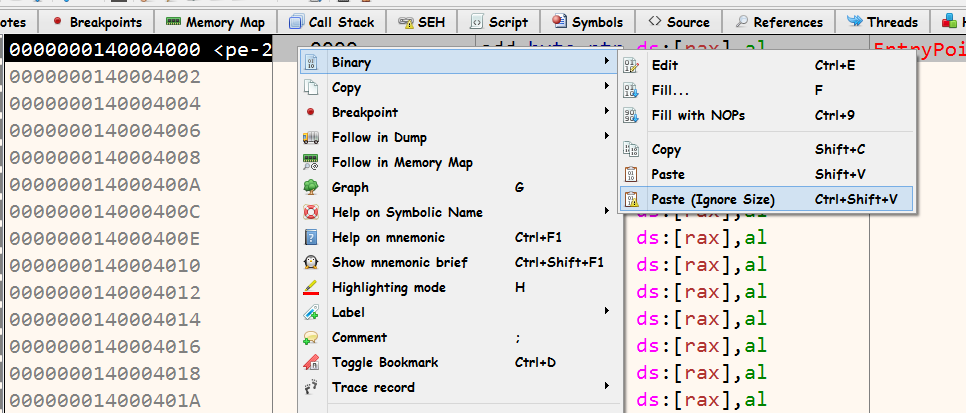 otes Breakpoints Memory Map Call Stack SEH Script Symbols Source References Threads H
0000000140004000 <pe-2 0000 add byte ptr ds:[rax],al EntryPoi
0000000140004002
0000000140004004
0000000140004006
0000000140004008
000000014000400A
000000014000400C
000000014000400E
0000000140004010
0000000140004012
0000000140004014
0000000140004016
0000000140004018
000000014000401A
Binary
Copy
Breakpoint
Follow in Dump
Follow in Memory Map
Graph G
Help on Symbolic Name
Help on mnemonic Ctrl+F1
Show mnemonic brief Ctrl+Shift+F1
Highlighting mode H
Label
Comment ;
Toggle Bookmark Ctrl+D
Trace record
Edit Ctrl+E
Fill... F
Fill with NOPs Ctrl+9
Copy Shift+C
Paste Shift+V
Paste (Ignore Size) Ctrl+Shift+V
ds:[rax],al
ds:[rax],al
ds:[rax],al
ds:[rax],al
ds:[rax],al
ds:[rax],al
ds:[rax],al
ds:[rax],al